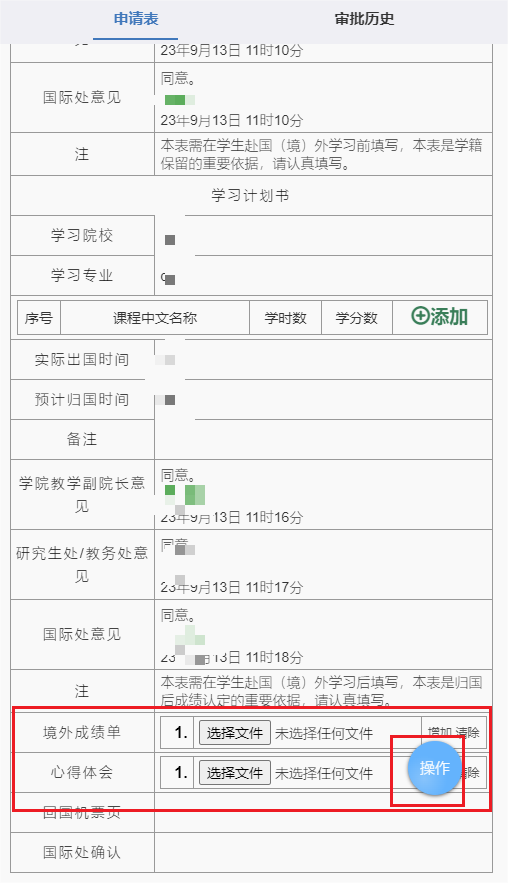 申请表 审批历史
23年9月13日 11时10分
国际处意见
同意。
23年9月13日 11时10分
注
本表需在学生赴国（境）外学习前填写，本表是学籍
保留的重要依据，请认真填写。
学习计划书
学习院校
学习专业
序号 课程中文名称 学时数 学分数 添加
实际出国时间
预计归国时间
备注
学院教学副院长意
见
同意。
23年9月13日 11时16分
研究生处/教务处意
见
同意。
23年9月13日 11时17分
国际处意见
同意。
23年9月13日 11时18分
注
本表需在学生赴国（境）外学习后填写，本表是归国
后成绩认定的重要依据，请认真填写。
境外成绩单 1. 选择文件 未选择任何文件 增加 清除
心得体会 1. 选择文件 未选择任何文件 操作 清除
回国机票页
国际处确认